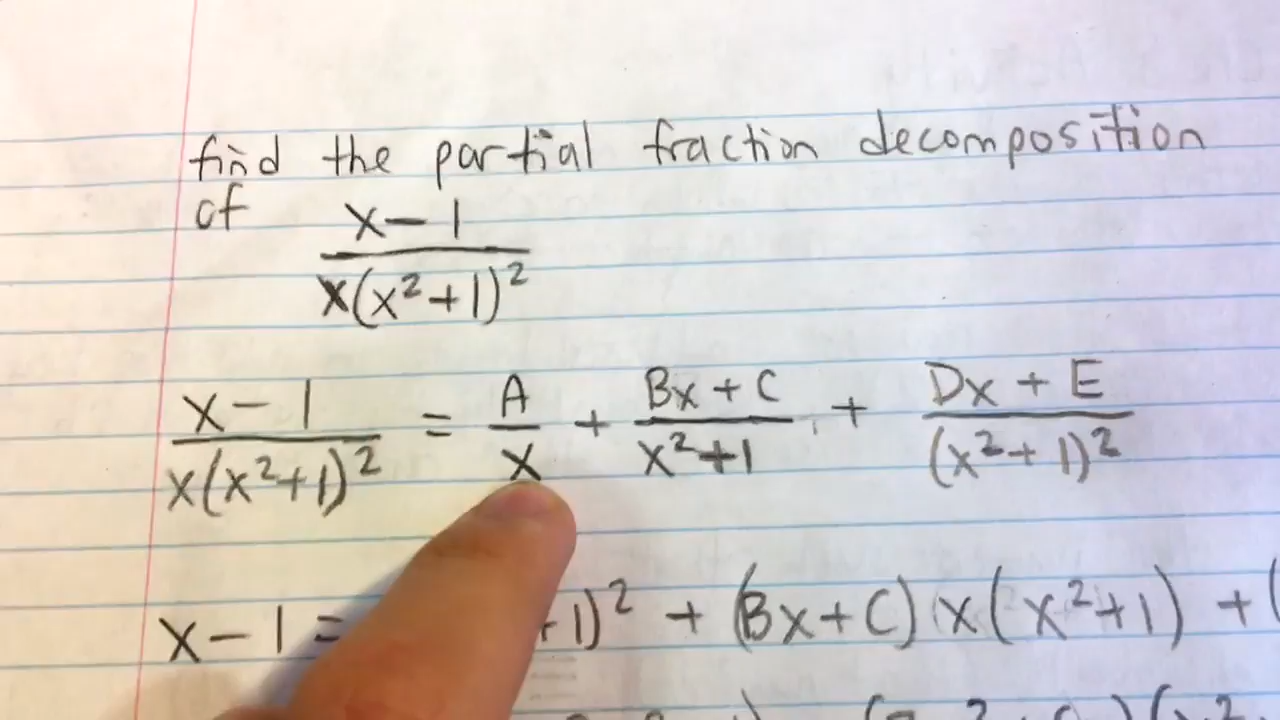 find the partial fraction decomposition
of x-1 / x(x²+1)²
x-1 / x(x²+1)² = A/x + Bx+C / x²+1 + Dx+E / (x²+1)²
x-1 = +1)² + (Bx+C) x(x²+1) + (